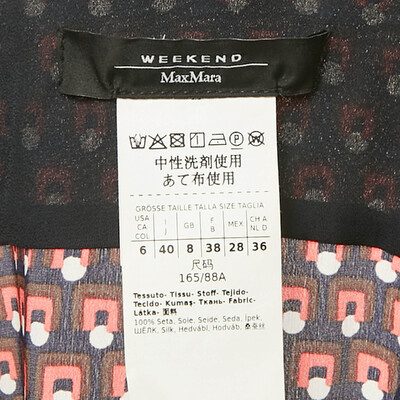 WEEKEND
MaxMara
中性洗剤使用
あて布使用
GRÖSSE TAILLE TALLA SIZE TAGLIA
USA CA COL
I J
GB
F B
MEX
CH A NL D
6 40 8 38 28 36
尺码
165/88A
Tessuto- Tissu- Stoff- Tejido-
Tecido- Kumaş- Ткань- Fabric-
Látka- 面料
100% Seta, Soie, Seide, Seda, Ipek,
ШЁЛК, Silk, Hedvábí, Hodváb, 桑蚕丝